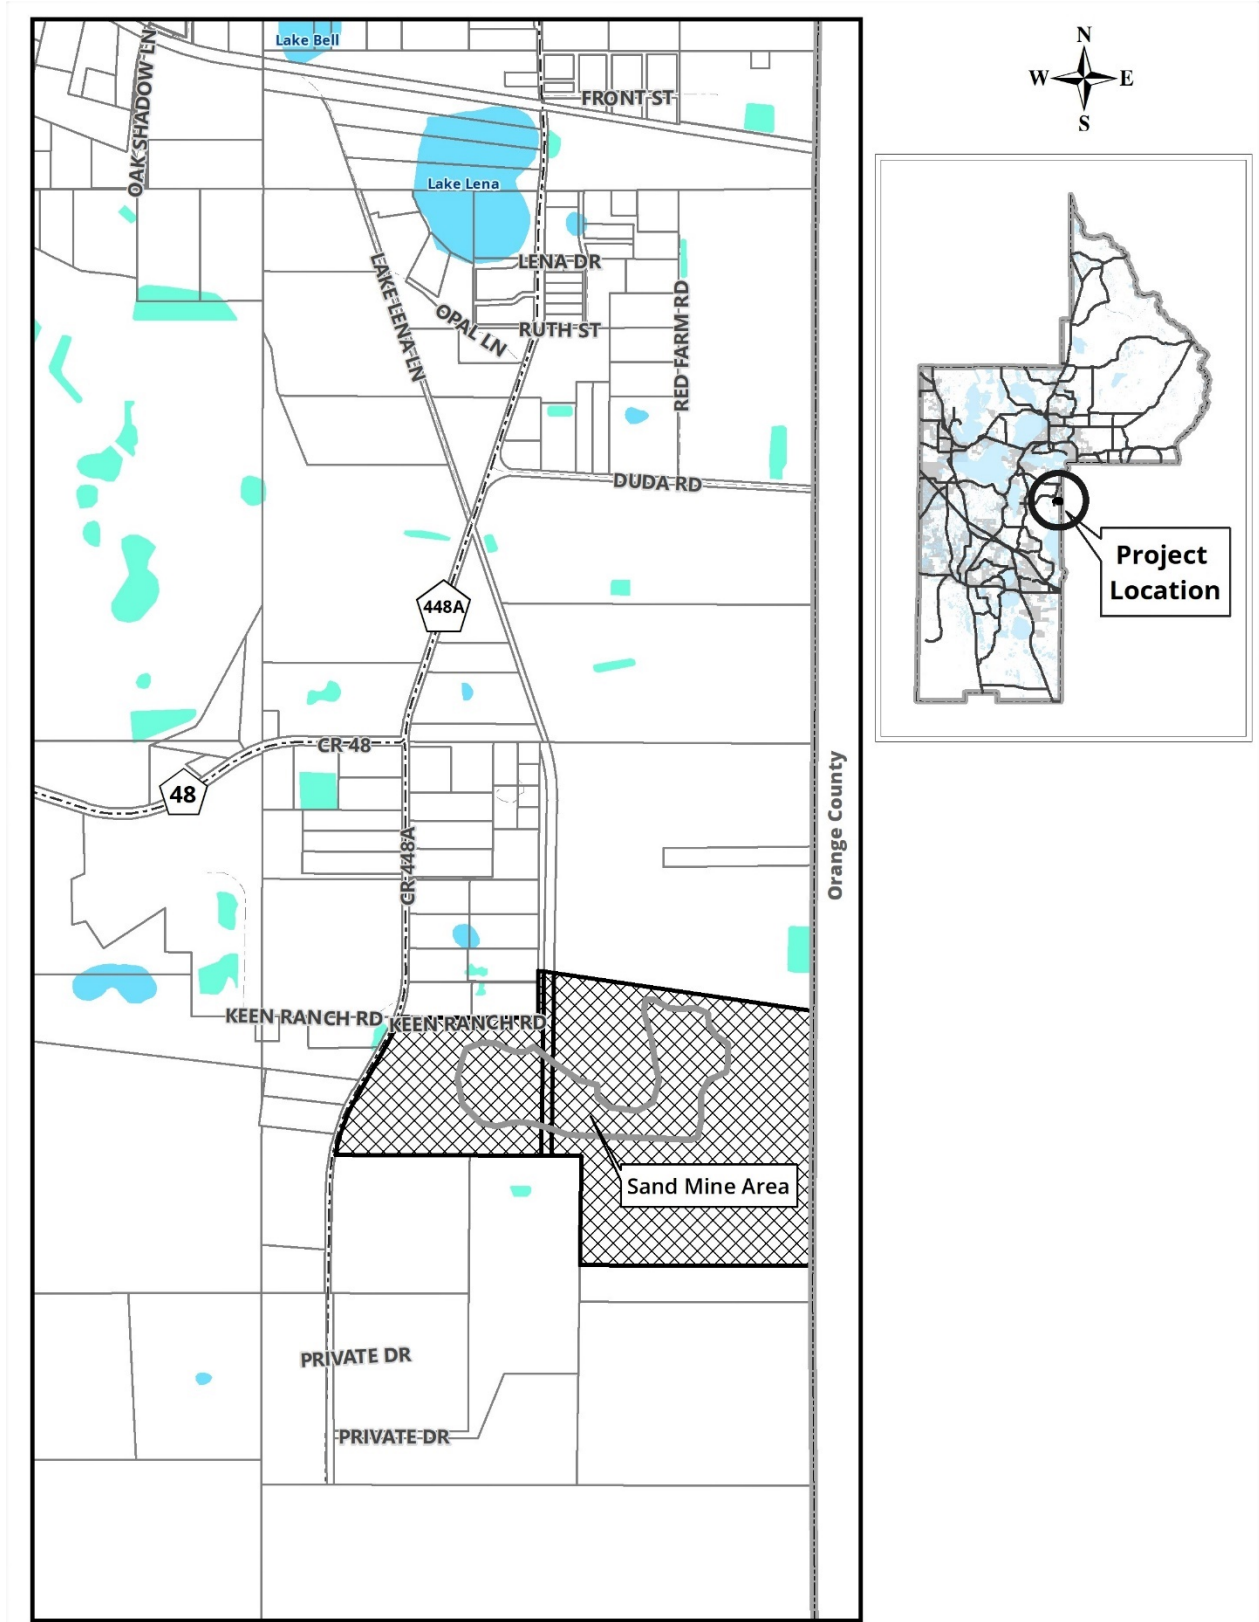 Lake Bell
N
W
E
S
FRONT ST
OAK SHADOW LN
Lake Lena
LENA DR
LAKE LENA LN
OPAL LN
RUTH ST
RED FARM RD
DUDA RD
448A
Project
Location
CR 48
48
CR 448A
Orange County
KEEN RANCH RD
KEEN RANCH RD
Sand Mine Area
PRIVATE DR
PRIVATE DR